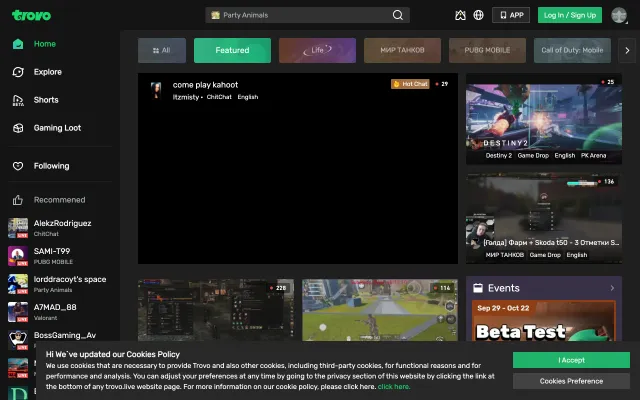 trovo
Party Animals
APP
Log In / Sign Up
Home
Explore
Shorts
BETA
Gaming Loot
Following
Recommened
AlekzRodriguez
ChitChat
LIVE
SAMI-T99
PUBG MOBILE
LIVE
lorddracoyt's space
Party Animals
LIVE
A7MAD_88
Valorant
LIVE
BossGaming_Av
LIVE
All
Featured
Life
МИР ТАНКОВ
PUBG MOBILE
Call of Duty: Mobile
come play kahoot
Hot Chat
29
Itzmisty • ChitChat English
25
DESTINY2
Destiny 2 Game Drop English PK Arena
136
[Голда] Фарм + Skoda t50 - 3 Отметки S...
МИР ТАНКОВ Game Drop English
228
114
Events
Sep 29 - Oct 22
Beta Test
Hi We`ve updated our Cookies Policy
We use cookies that are necessary to provide Trovo and also other cookies, including third-party cookies, for functional reasons and for
performance and analysis. You can adjust your preferences at any time by going to the privacy section of this website by clicking the link at
the bottom of any trovo.live website page. For more information on our cookie policy, please click here. click here.
I Accept
Cookies Preference